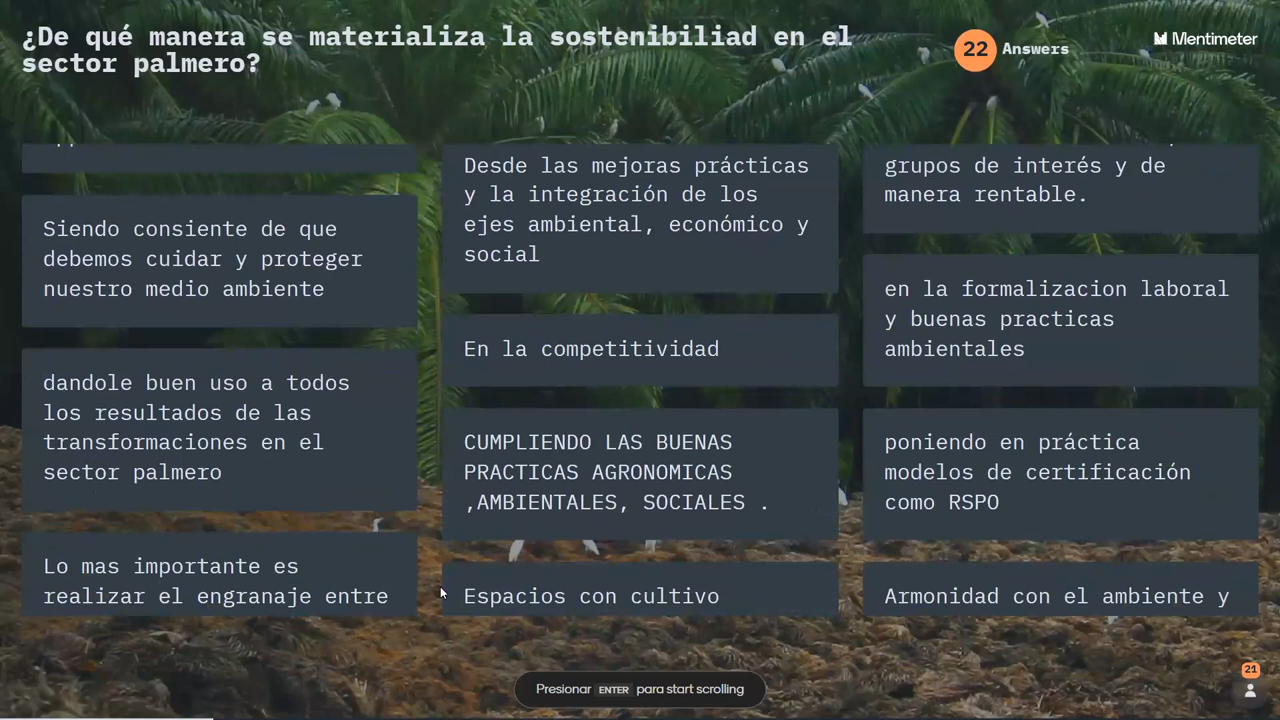 ¿De qué manera se materializa la sostenibiliad en el
sector palmero?
22 Answers
Mentimeter
Siendo consiente de que
debemos cuidar y proteger
nuestro medio ambiente
dandole buen uso a todos
los resultados de las
transformaciones en el
sector palmero
Lo mas importante es
realizar el engranaje entre
Desde las mejoras prácticas
y la integración de los
ejes ambiental, económico y
social
En la competitividad
CUMPLIENDO LAS BUENAS
PRACTICAS AGRONOMICAS
,AMBIENTALES, SOCIALES .
Espacios con cultivo
grupos de interés y de
manera rentable.
en la formalizacion laboral
y buenas practicas
ambientales
poniendo en práctica
modelos de certificación
como RSPO
Armonidad con el ambiente y
Presionar ENTER para start scrolling
21